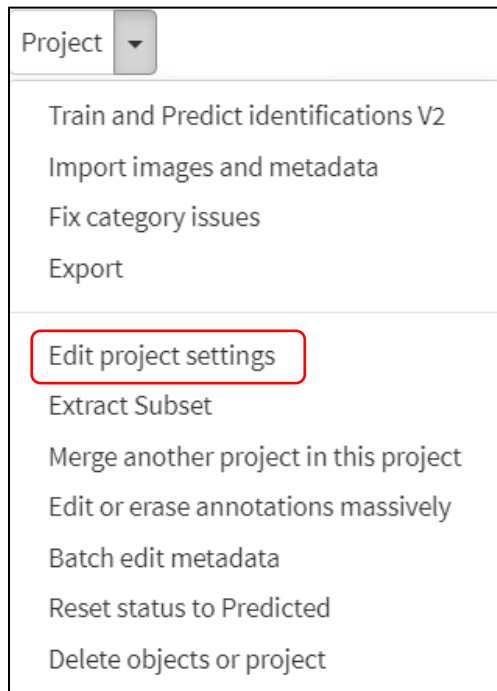 Project
Train and Predict identifications V2
Import images and metadata
Fix category issues
Export
Edit project settings
Extract Subset
Merge another project in this project
Edit or erase annotations massively
Batch edit metadata
Reset status to Predicted
Delete objects or project